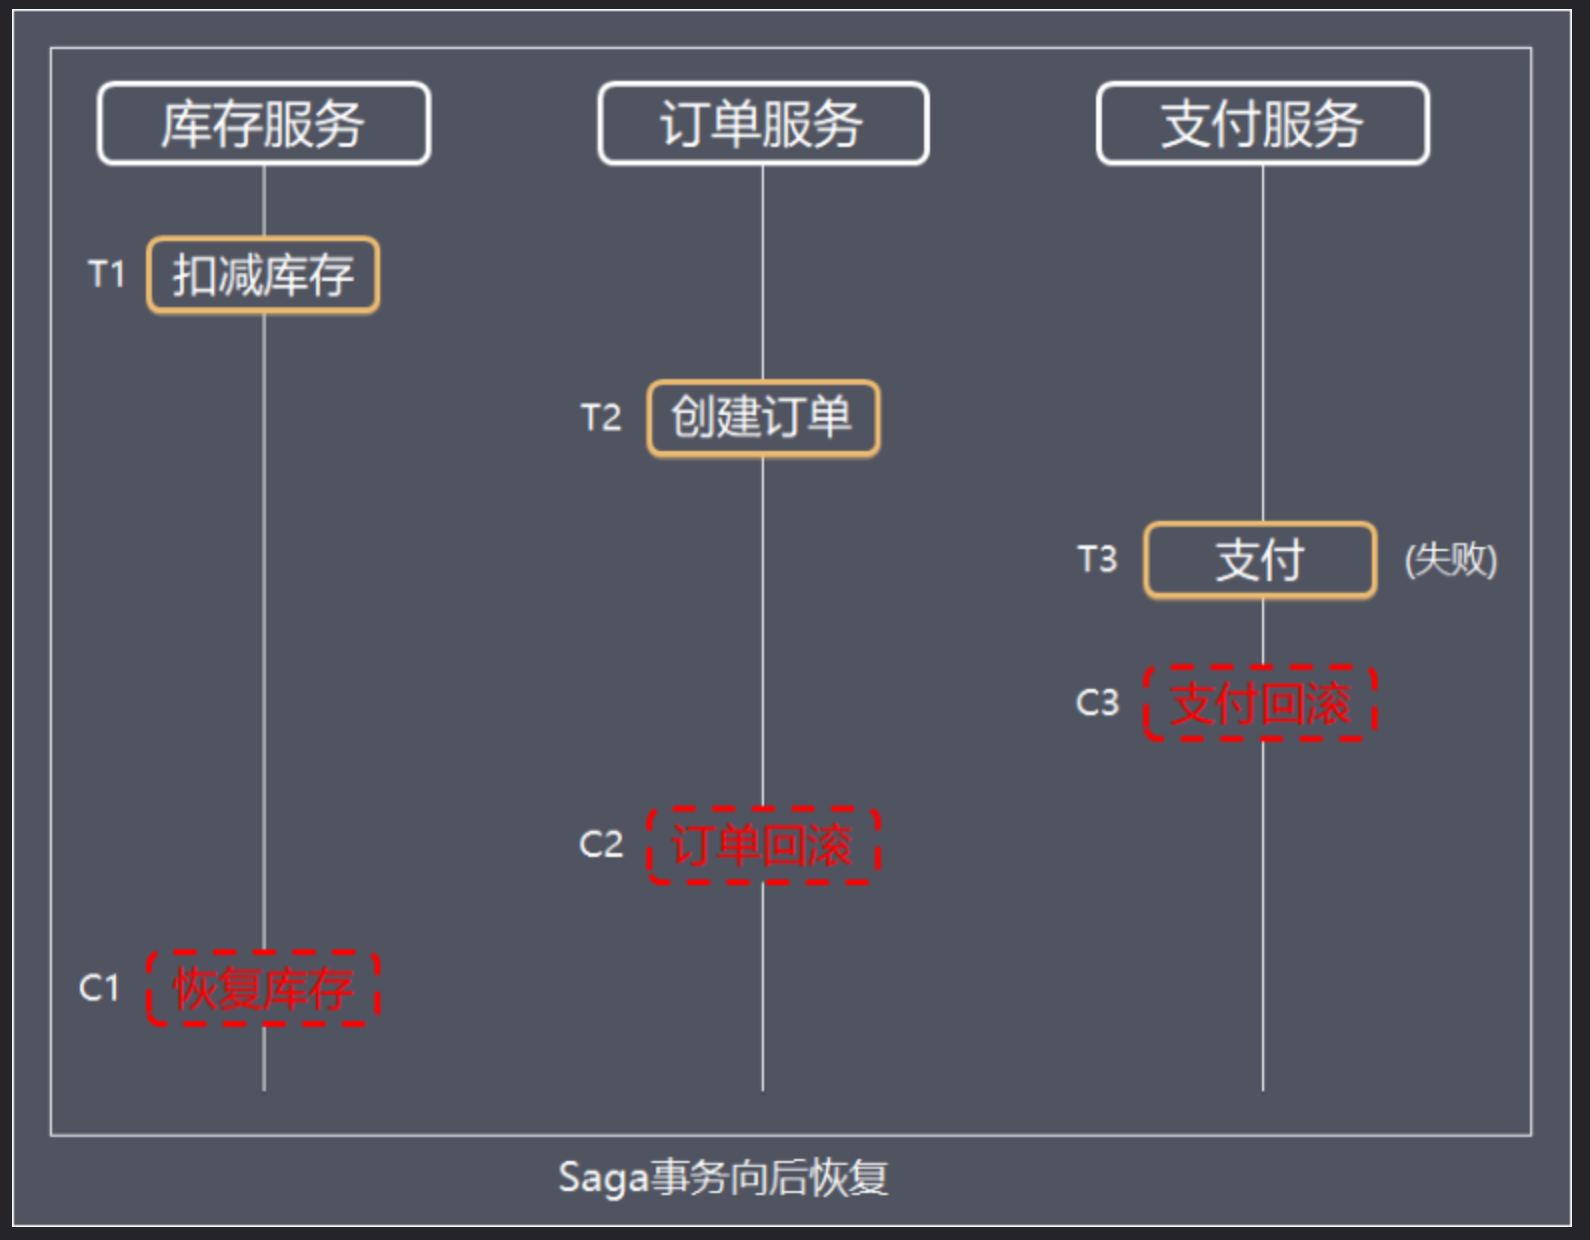 库存服务 订单服务 支付服务
T1 扣减库存
T2 创建订单
T3 支付 (失败)
C3 支付回滚
C2 订单回滚
C1 恢复库存
Saga事务向后恢复